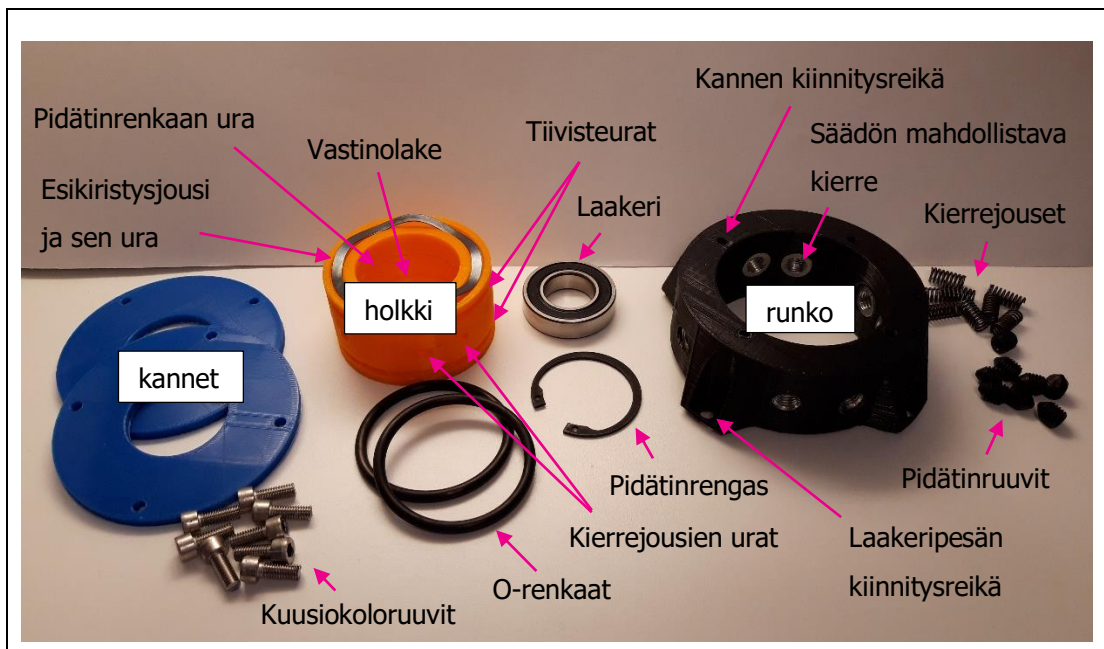 Kannen kiinnitysreikä
Pidätinrenkaan ura
Vastinolake
Tiivisteurat
Säädön mahdollistava
kierre
Esikiristysjousi
ja sen ura
Laakeri
Kierrejouset
holkki
runko
kannet
Pidätinrengas
Pidätinruuvit
Kierrejousien urat
Laakeripesän
kiinnitysreikä
O-renkaat
Kuusiokoloruuvit